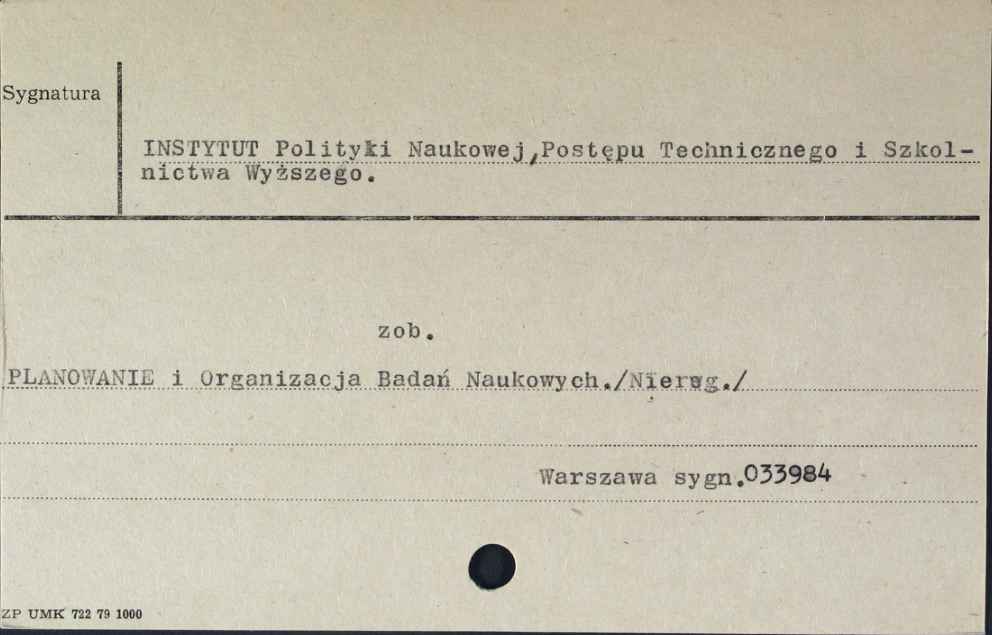 Sygnatura
INSTYTUT Polityki Naukowej,Postępu Technicznego i Szkol-
nictwa Wyższego.
zob.
PLANOWANIE i Organizacja Badań Naukowych./Niereg./
Warszawa sygn.033984
ZP UMK 722 79 1000